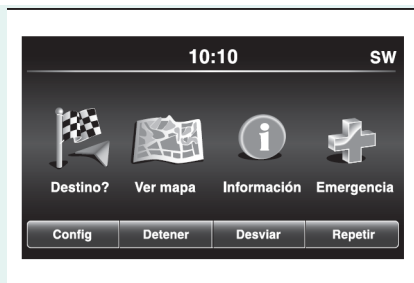 10:10 SW
Destino? Ver mapa Información Emergencia
Config Detener Desviar Repetir